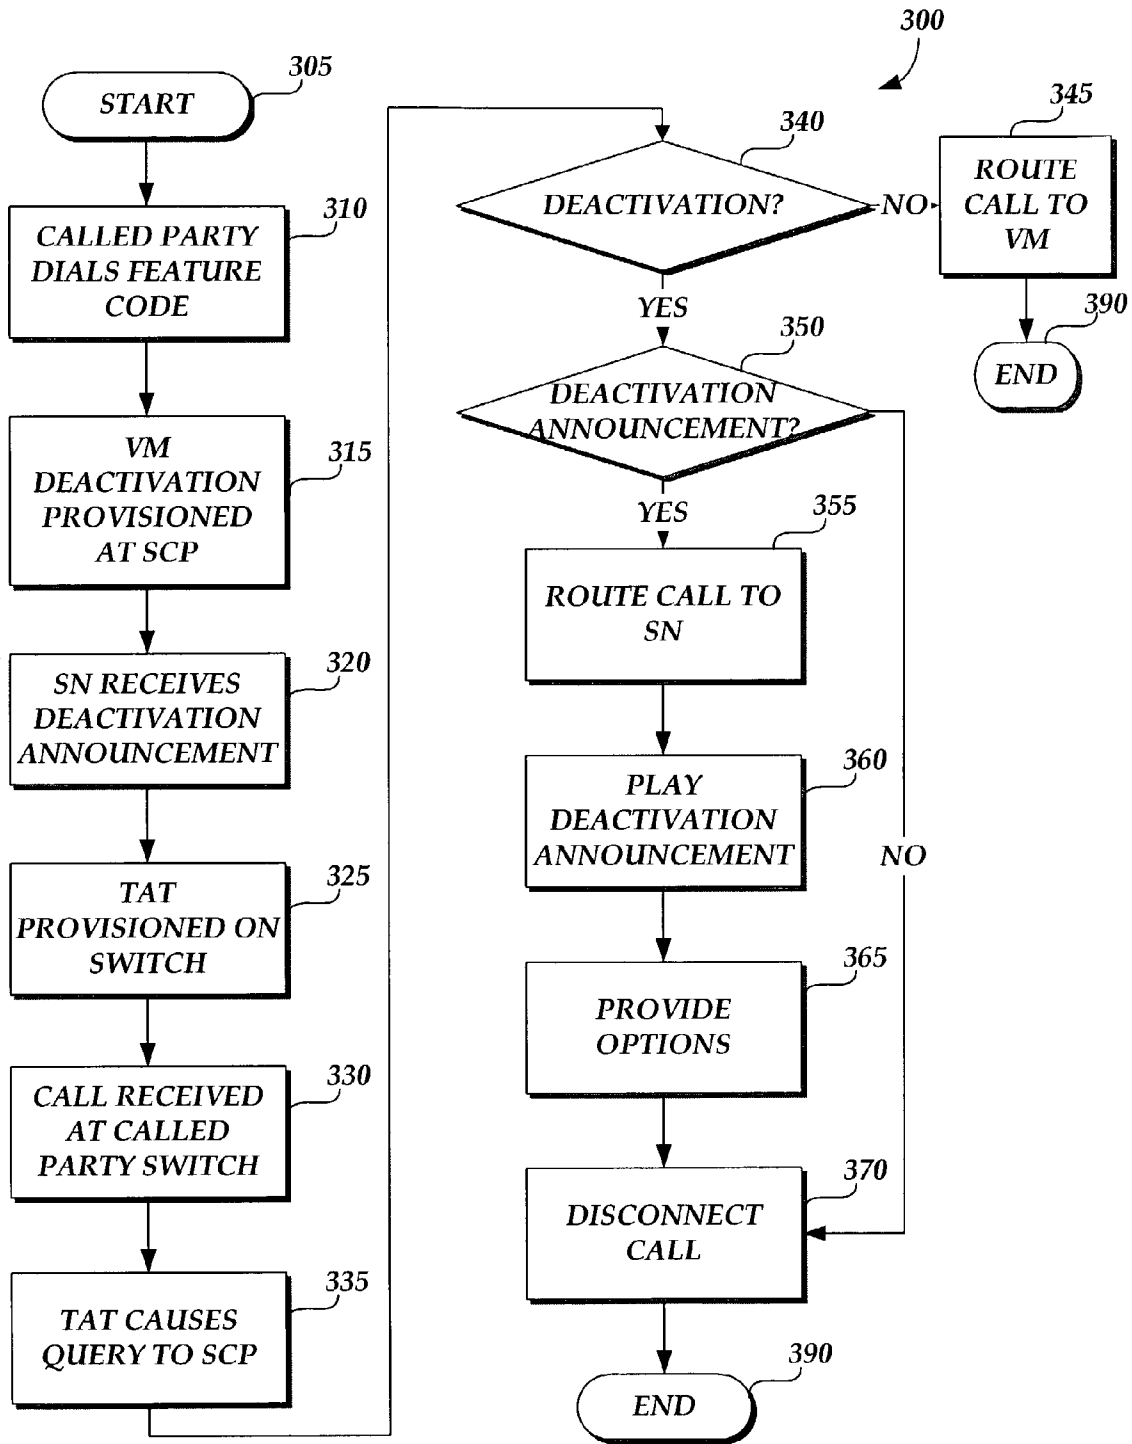 300
305
START
310
CALLED PARTY
DIALS FEATURE
CODE
315
VM
DEACTIVATION
PROVISIONED
AT SCP
320
SN RECEIVES
DEACTIVATION
ANNOUNCEMENT
325
TAT
PROVISIONED ON
SWITCH
330
CALL RECEIVED
AT CALLED
PARTY SWITCH
335
TAT CAUSES
QUERY TO SCP
340
DEACTIVATION?
NO
345
ROUTE
CALL TO
VM
390
END
YES
350
DEACTIVATION
ANNOUNCEMENT?
YES
NO
355
ROUTE CALL TO
SN
360
PLAY
DEACTIVATION
ANNOUNCEMENT
365
PROVIDE
OPTIONS
370
DISCONNECT
CALL
390
END